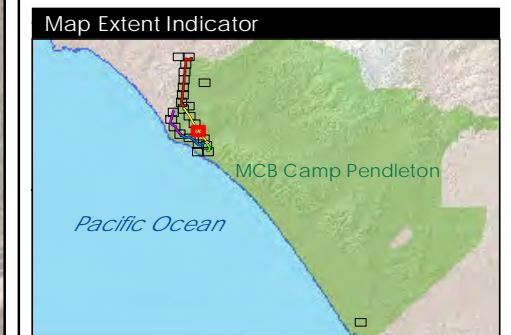 Map Extent Indicator
MCB Camp Pendleton
Pacific Ocean